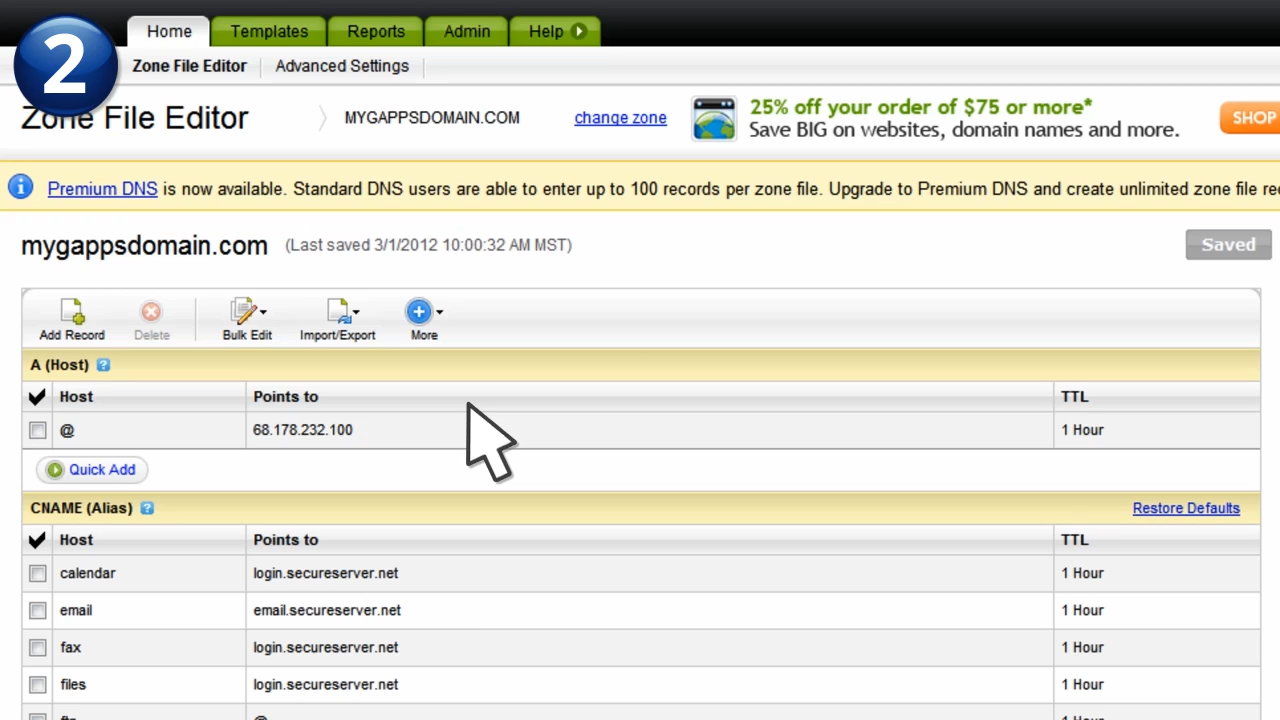 2
Home Templates Reports Admin Help
Zone File Editor Advanced Settings
Zone File Editor MYGAPPSDOMAIN.COM change zone
25% off your order of $75 or more*
Save BIG on websites, domain names and more.
SHOP
Premium DNS is now available. Standard DNS users are able to enter up to 100 records per zone file. Upgrade to Premium DNS and create unlimited zone file
mygappsdomain.com (Last saved 3/1/2012 10:00:32 AM MST) Saved
Add Record Delete Bulk Edit Import/Export More
A (Host) ?
Host Points to TTL
@ 68.178.232.100 1 Hour
Quick Add
CNAME (Alias) ? Restore Defaults
Host Points to TTL
calendar login.secureserver.net 1 Hour
email email.secureserver.net 1 Hour
fax login.secureserver.net 1 Hour
files login.secureserver.net 1 Hour